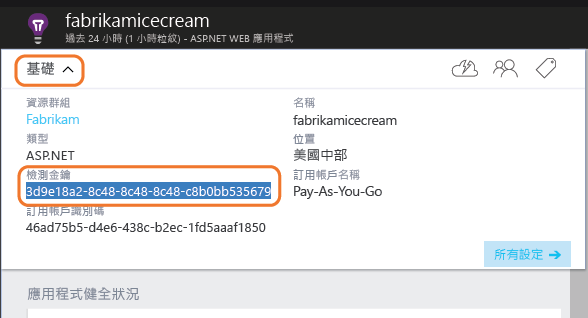 fabrikamicecream
過去 24 小時 (1 小時粒紋) - ASP.NET WEB 應用程式
基礎
資源群組
Fabrikam
名稱
fabrikamicecream
類型
ASP.NET
位置
美國中部
檢測金鑰
3d9e18a2-8c48-8c48-8c48-c8b0bb535679
訂用帳戶名稱
Pay-As-You-Go
訂用帳戶識別碼
46ad75b5-d4e6-438c-b2ec-1fd5aaaf1850
所有設定
應用程式健全狀況